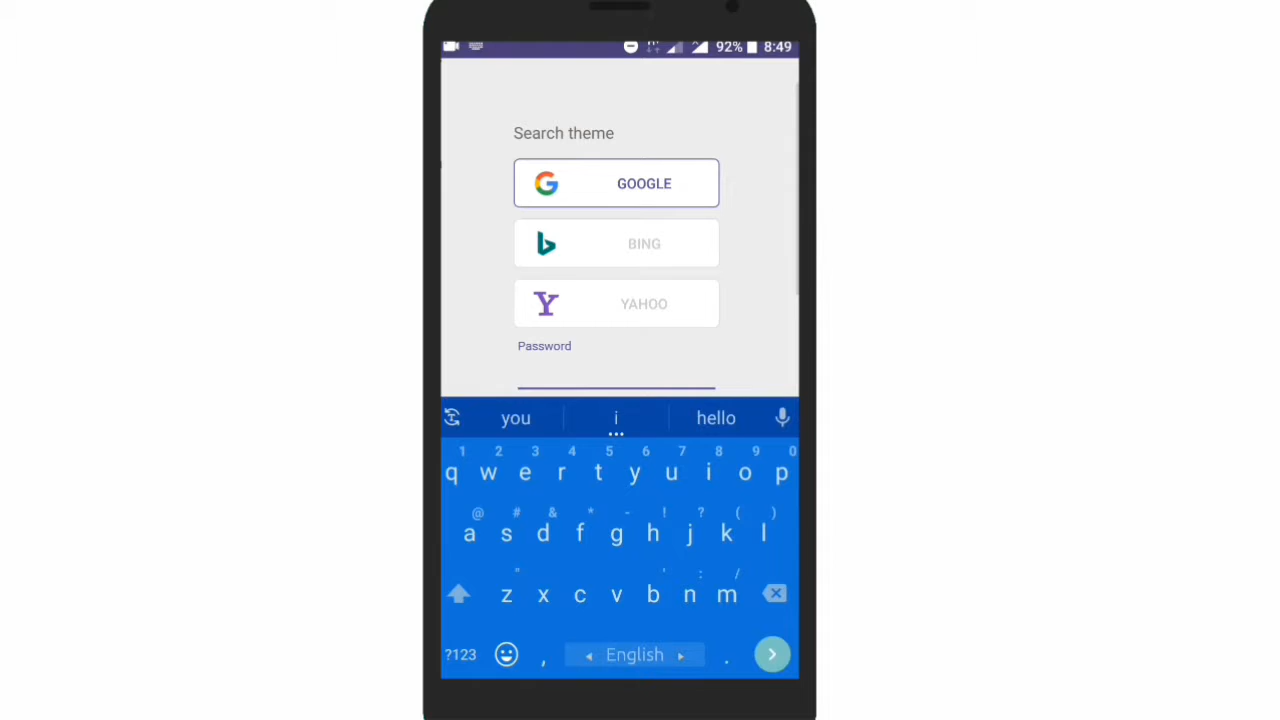 92% 8:49
Search theme
GOOGLE
BING
YAHOO
Password
you i hello
1 2 3 4 5 6 7 8 9 0
q w e r t y u i o p
@ # & * - ! ? ( )
a s d f g h j k l
" ' : /
z x c v b n m
?123 , English .